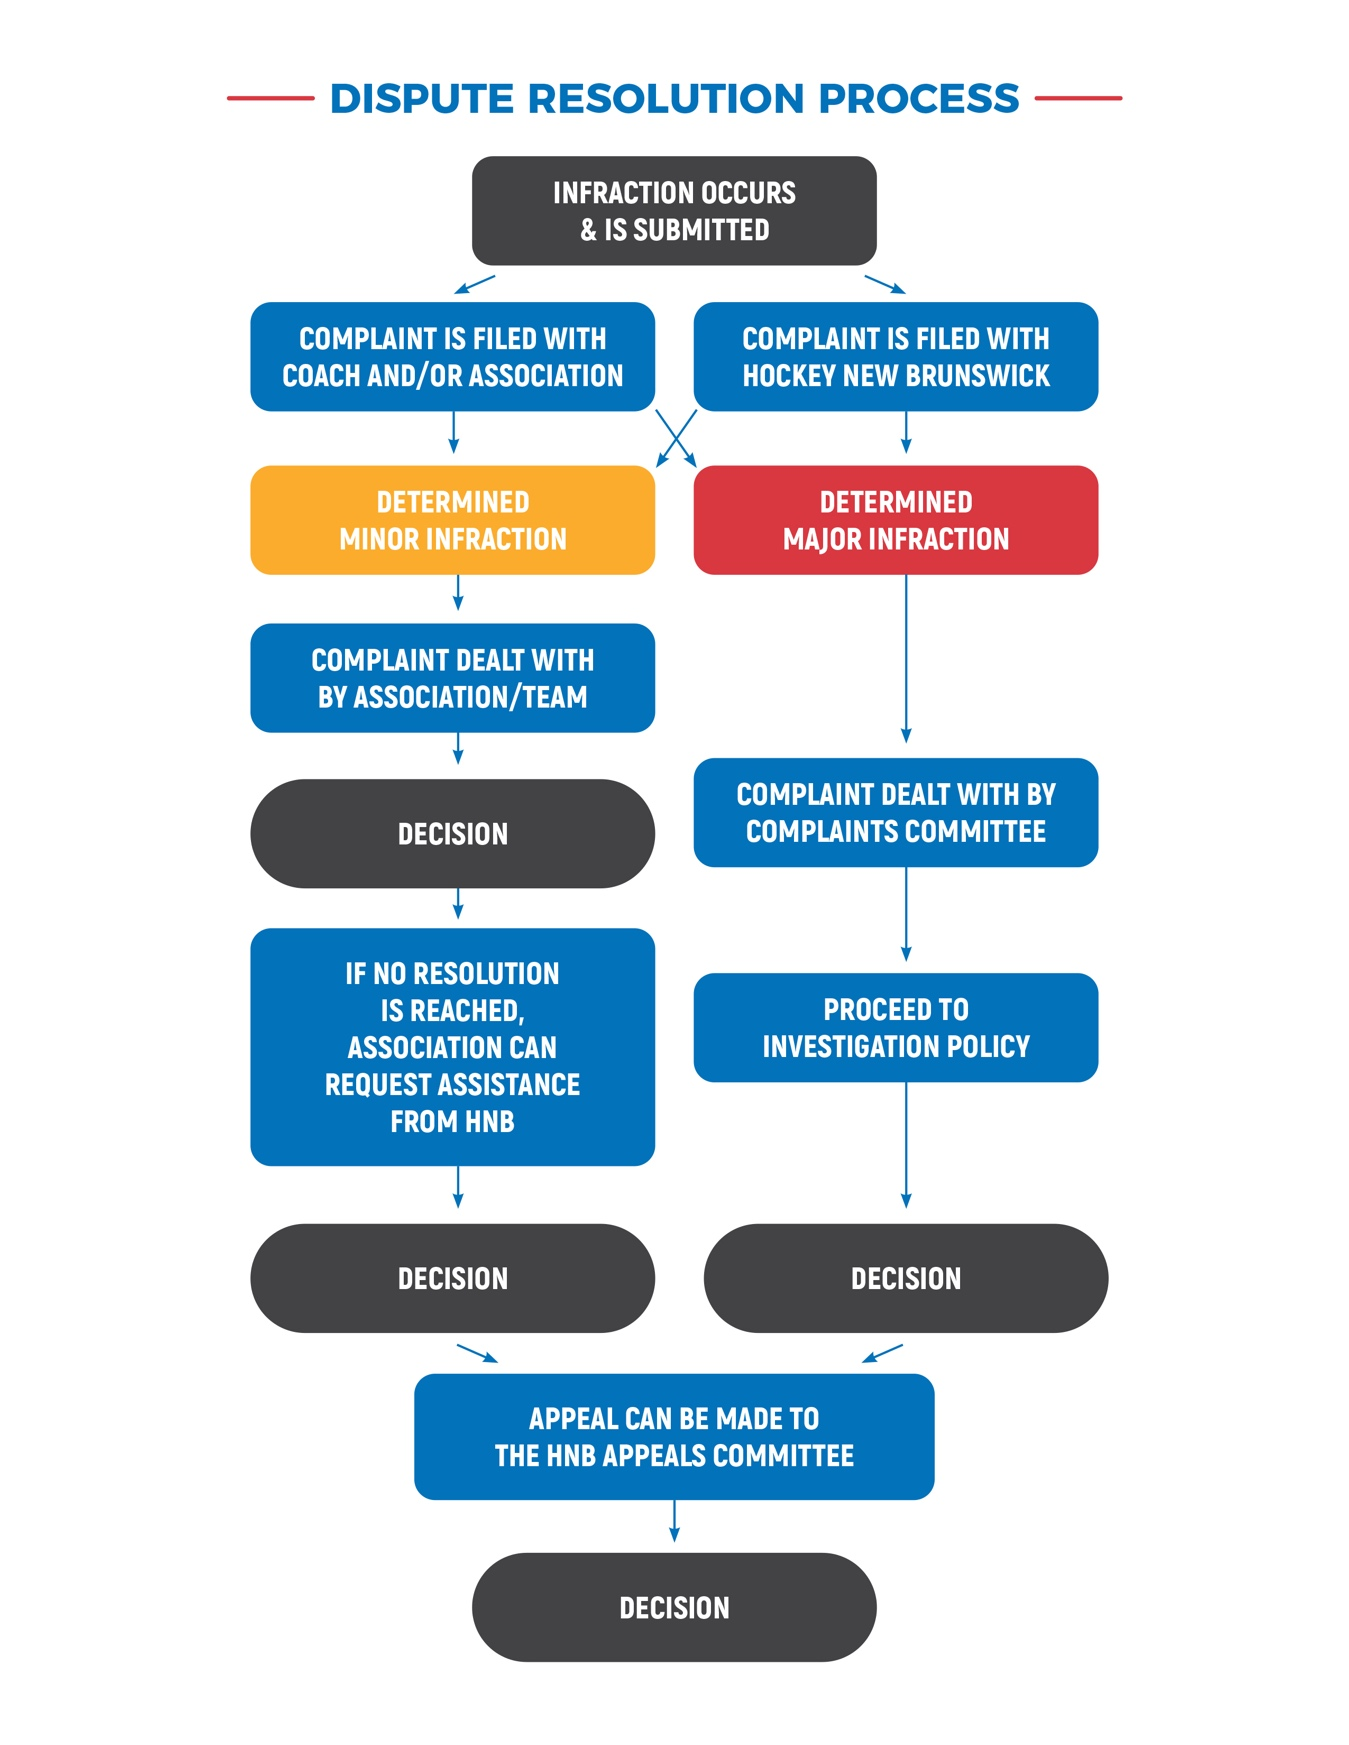 DISPUTE RESOLUTION PROCESS
INFRACTION OCCURS
& IS SUBMITTED
COMPLAINT IS FILED WITH
COACH AND/OR ASSOCIATION
COMPLAINT IS FILED WITH
HOCKEY NEW BRUNSWICK
DETERMINED
MINOR INFRACTION
DETERMINED
MAJOR INFRACTION
COMPLAINT DEALT WITH
BY ASSOCIATION/TEAM
DECISION
COMPLAINT DEALT WITH BY
COMPLAINTS COMMITTEE
IF NO RESOLUTION
IS REACHED,
ASSOCIATION CAN
REQUEST ASSISTANCE
FROM HNB
PROCEED TO
INVESTIGATION POLICY
DECISION
DECISION
APPEAL CAN BE MADE TO
THE HNB APPEALS COMMITTEE
DECISION